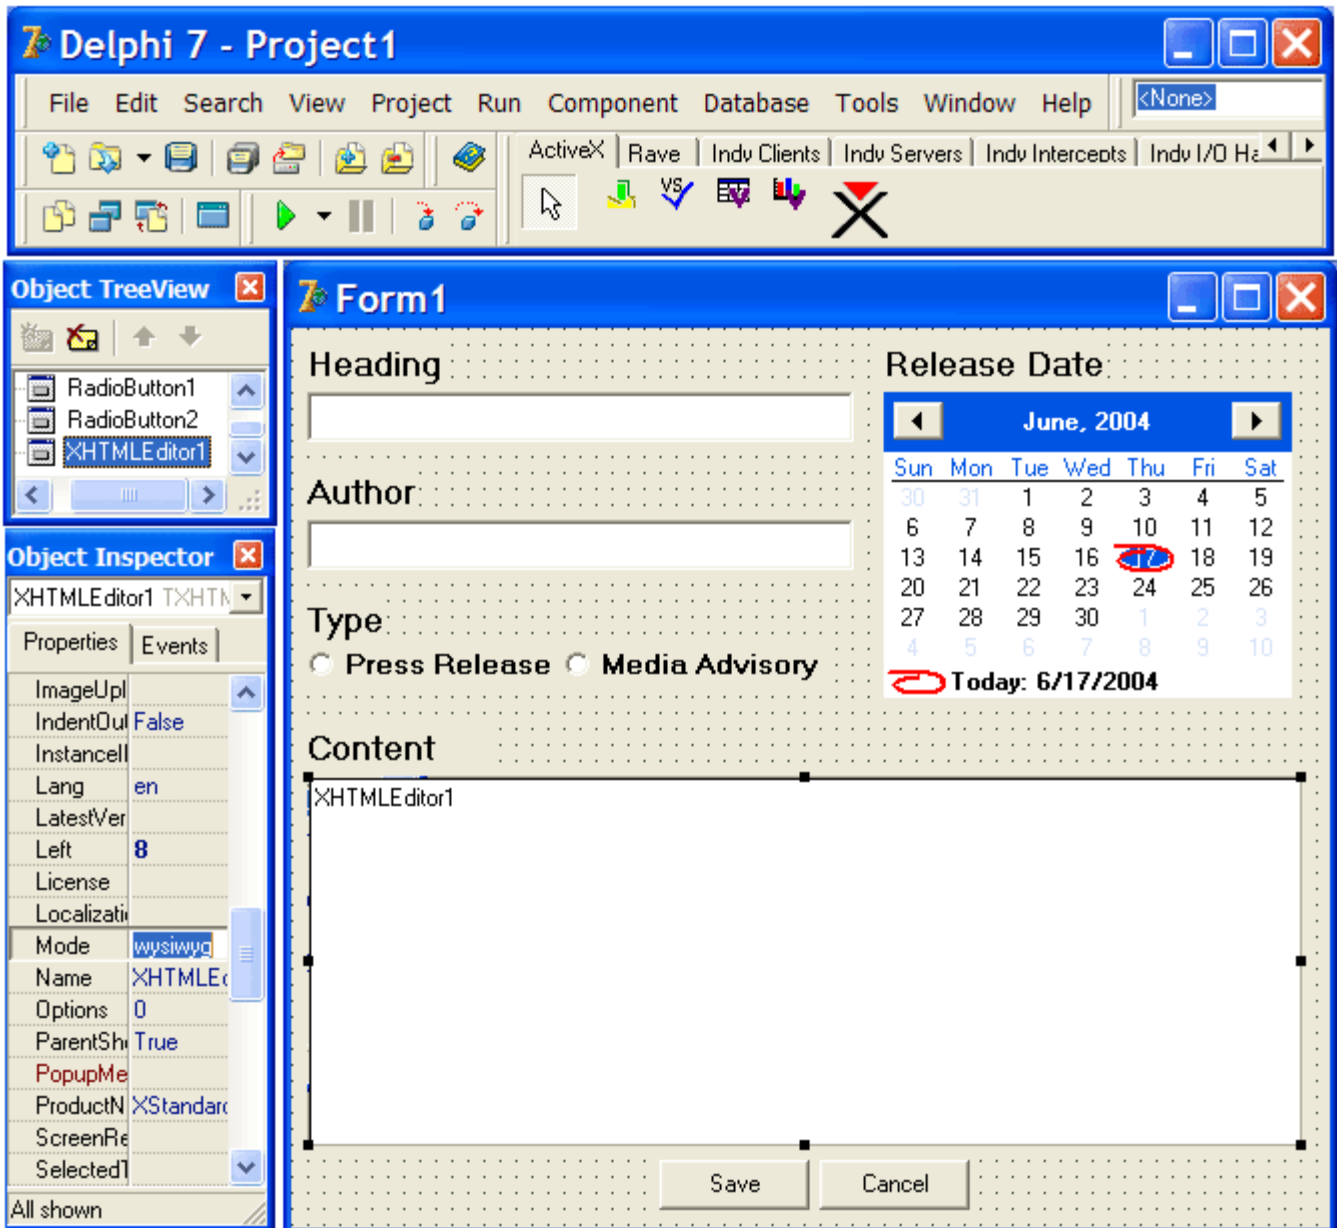 Delphi 7 - Project1
File Edit Search View Project Run Component Database Tools Window Help <None>
ActiveX Rave Indy Clients Indy Servers Indy Intercepts Indy I/O Ha
VS
Object TreeView
RadioButton1
RadioButton2
XHTMLEditor1
Object Inspector
XHTMLEditor1 TXHTM
Properties Events
ImageUpl
IndentOut False
InstanceI
Lang en
LatestVer
Left 8
License
Localizati
Mode wysiwyg
Name XHTMLEd
Options 0
ParentSh True
PopupMe
ProductN XStandard
ScreenRe
SelectedT
All shown
Form1
Heading
Author
Type
Press Release Media Advisory
Release Date
June, 2004
Sun Mon Tue Wed Thu Fri Sat
30 31 1 2 3 4 5
6 7 8 9 10 11 12
13 14 15 16 17 18 19
20 21 22 23 24 25 26
27 28 29 30 1 2 3
4 5 6 7 8 9 10
Today: 6/17/2004
Content
XHTMLEditor1
Save Cancel